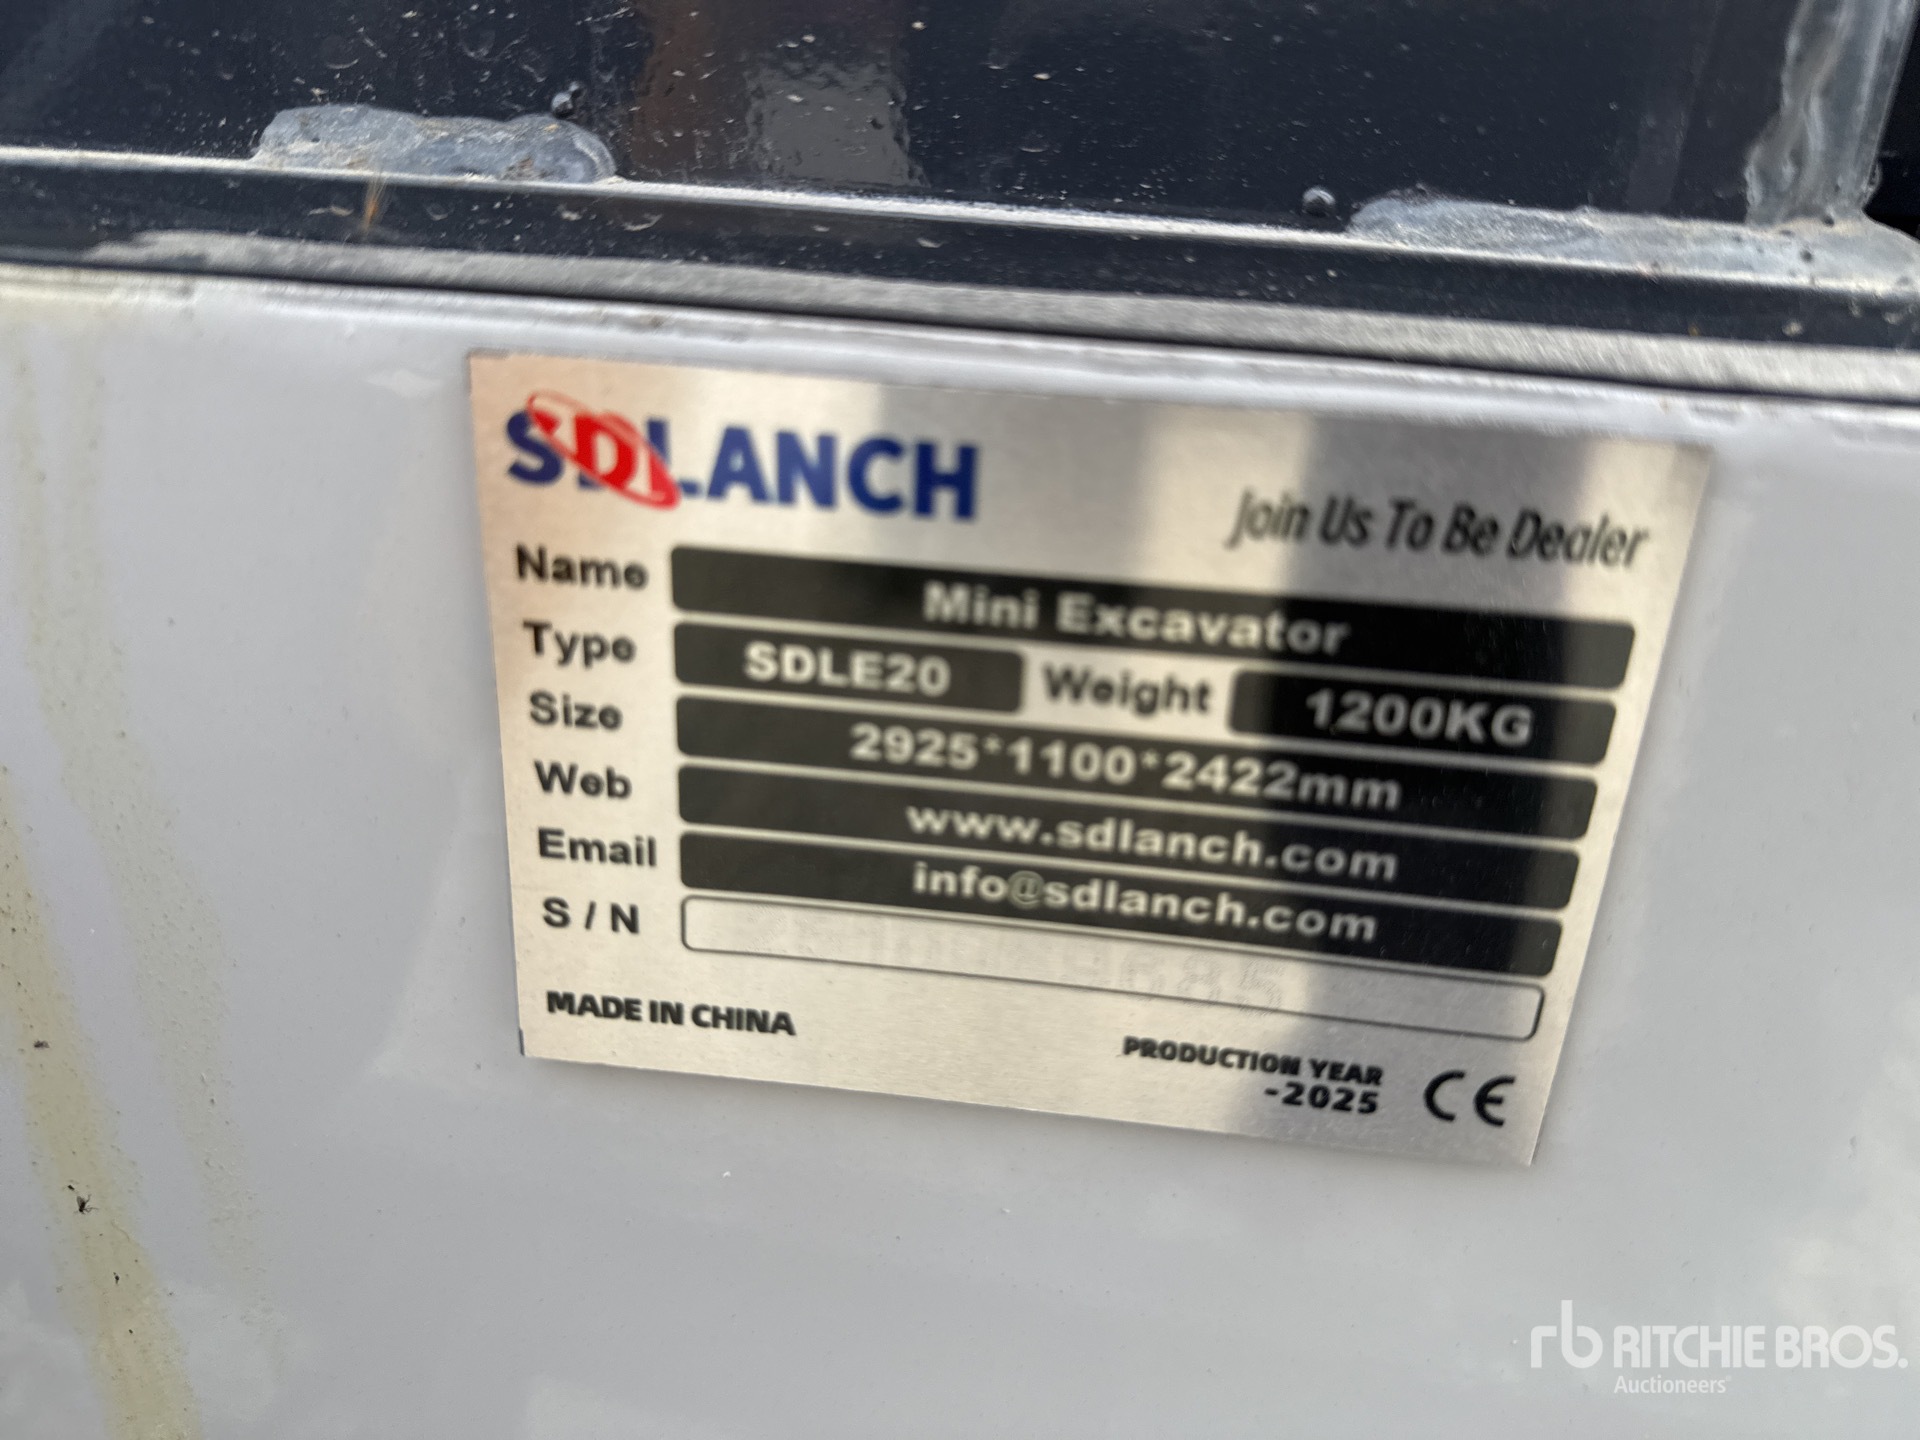 SDLANCH
Join Us To Be Dealer
Name Mini Excavator
Type SDLE20 Weight 1200KG
Size 2925*1100*2422mm
Web www.sdlanch.com
Email info@sdlanch.com
S / N
MADE IN CHINA
PRODUCTION YEAR
-2025 CE
rb RITCHIE BROS.
Auctioneers